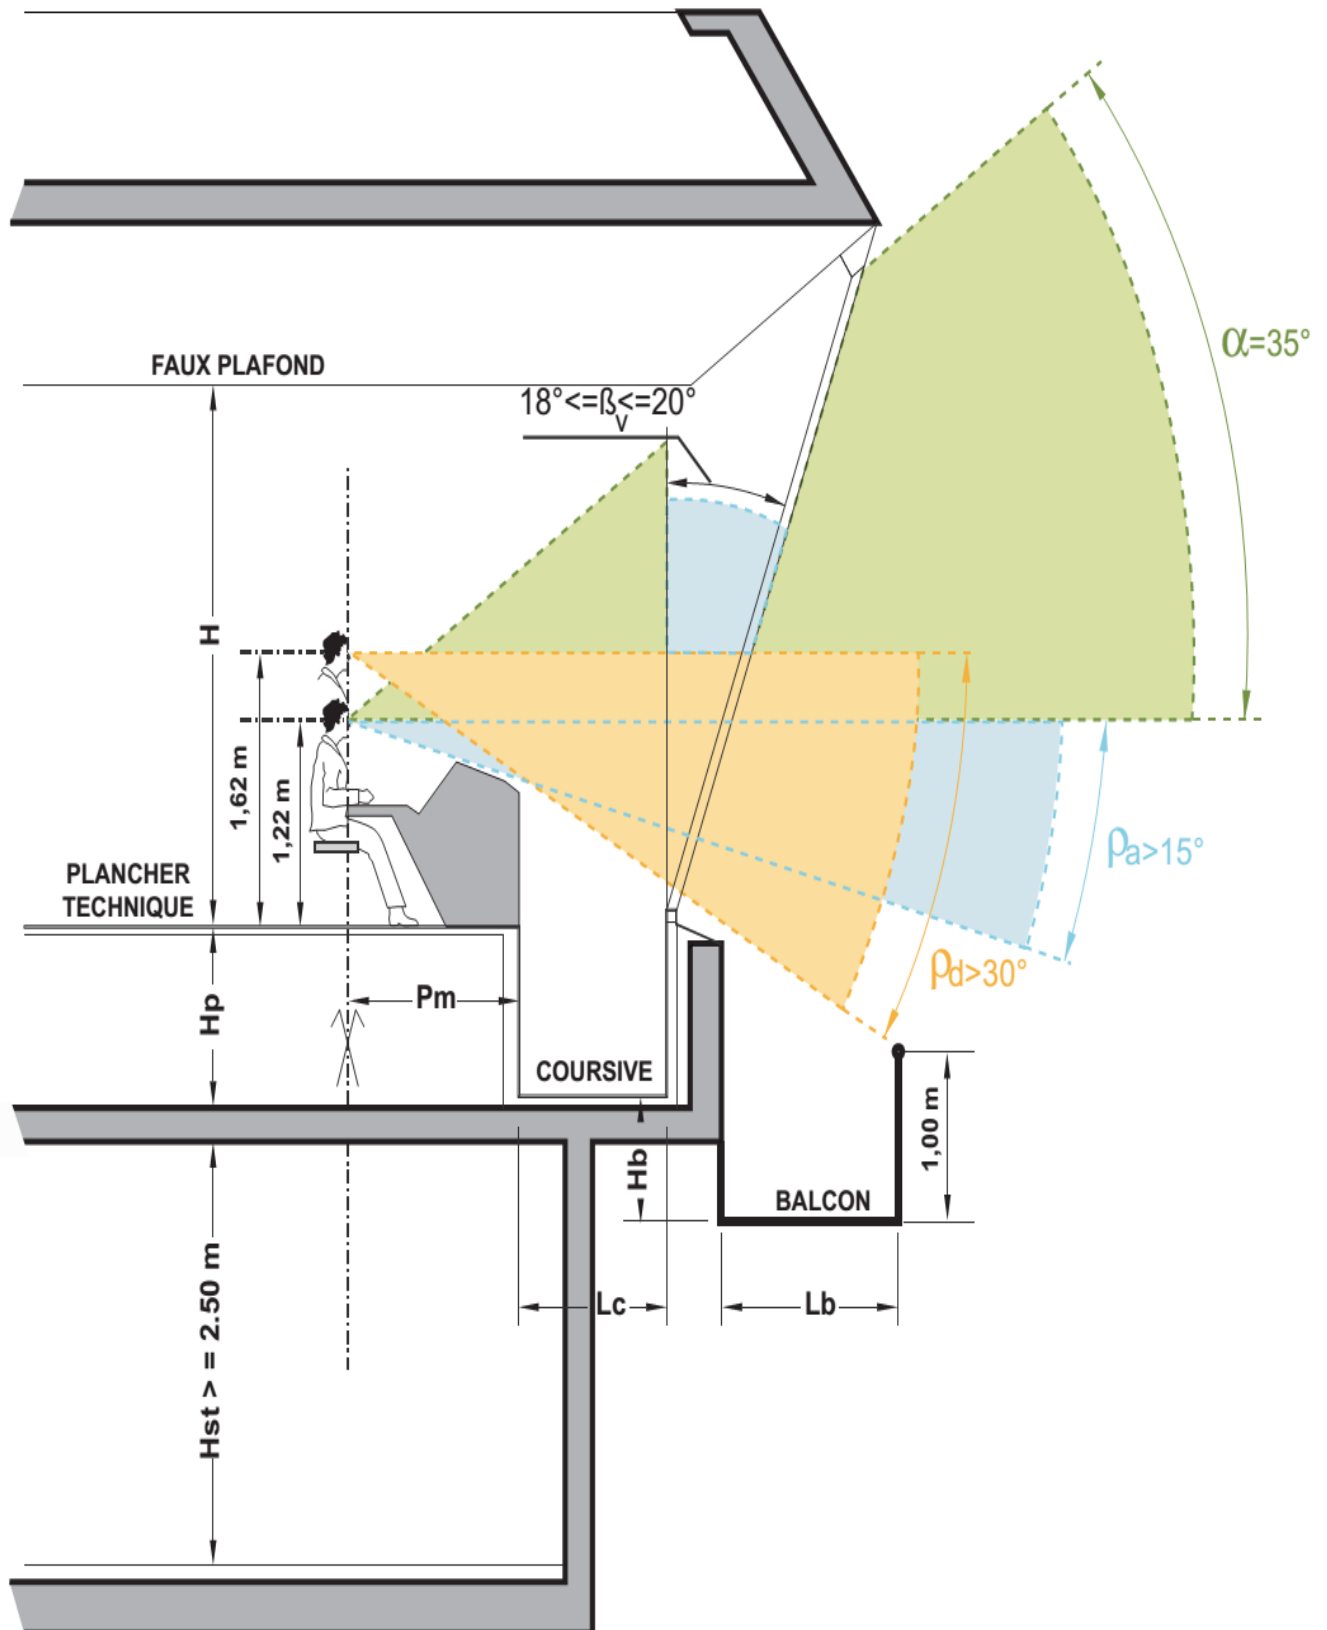 α=35°
FAUX PLAFOND
18°<=ß<=20°
v
H
1,62 m
1,22 m
ρa>15°
PLANCHER
TECHNIQUE
ρd>30°
Pm
Hp
COURSIVE
1,00 m
Hb
BALCON
Hst > = 2.50 m
Lc
Lb